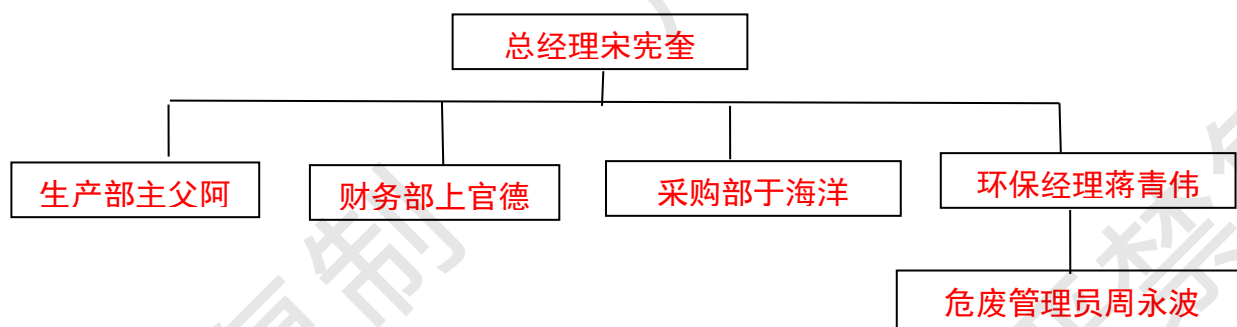 总经理宋宪奎
生产部主父阿
财务部上官德
采购部于海洋
环保经理蒋青伟
危废管理员周永波